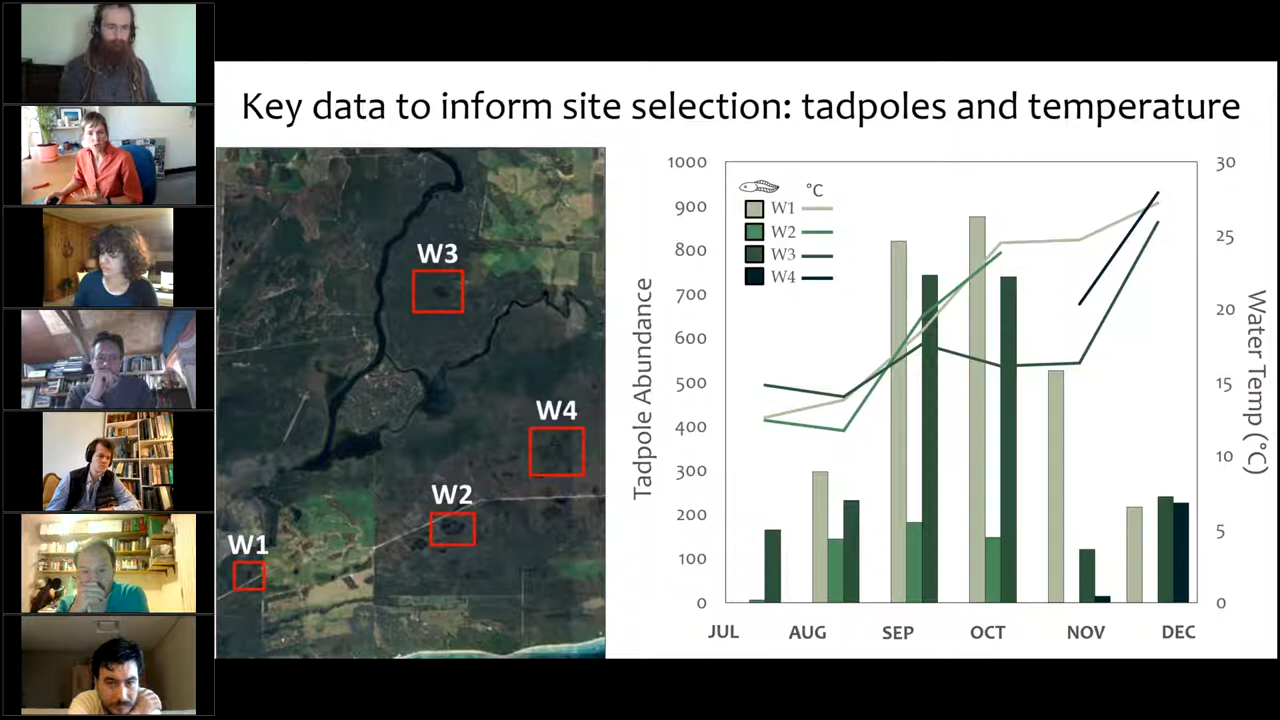 Key data to inform site selection: tadpoles and temperature
W3
W4
W2
W1
Tadpole Abundance
1000
900
800
700
600
500
400
300
200
100
0
°C
W1
W2
W3
W4
30
25
20
15
10
5
0
Water Temp (°C)
JUL AUG SEP OCT NOV DEC